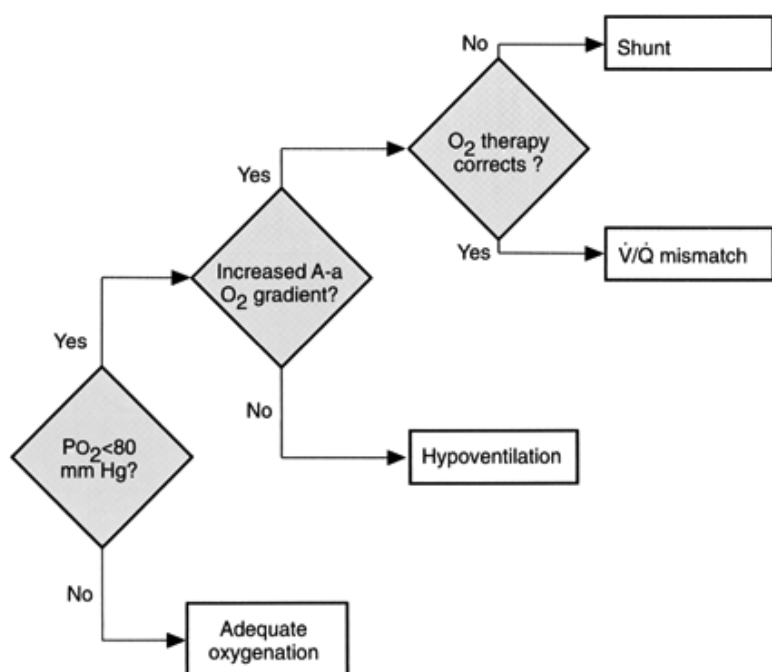 No
Shunt
O2 therapy
corrects ?
Yes
Yes
V̇/Q̇ mismatch
Increased A-a
O2 gradient?
Yes
No
PO2<80
mm Hg?
Hypoventilation
No
Adequate
oxygenation